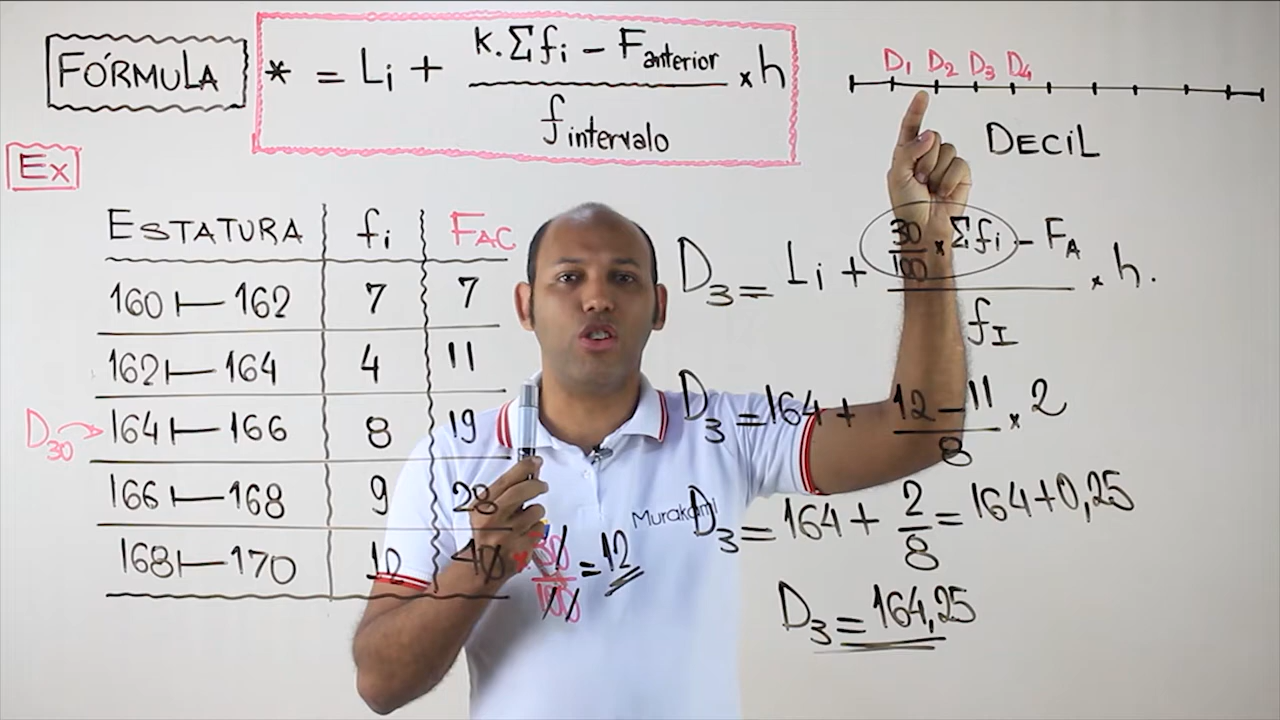 FÓRMULA
* = Li + K.Σfi − Fanterior / fintervalo × h
D1 D2 D3 D4
DECIL
Ex
ESTATURA fi FAC
160 ⊢ 162 7 7
162 ⊢ 164 4 11
D30 → 164 ⊢ 166 8 19
166 ⊢ 168 9 28
168 ⊢ 170 12 40 × 30/100 = 12
D3 = Li + 30/100 × Σfi − FA / fI × h.
D3 = 164 + 12 − 11 / 8 × 2
D3 = 164 + 2/8 = 164 + 0,25
D3 = 164,25
Murakami